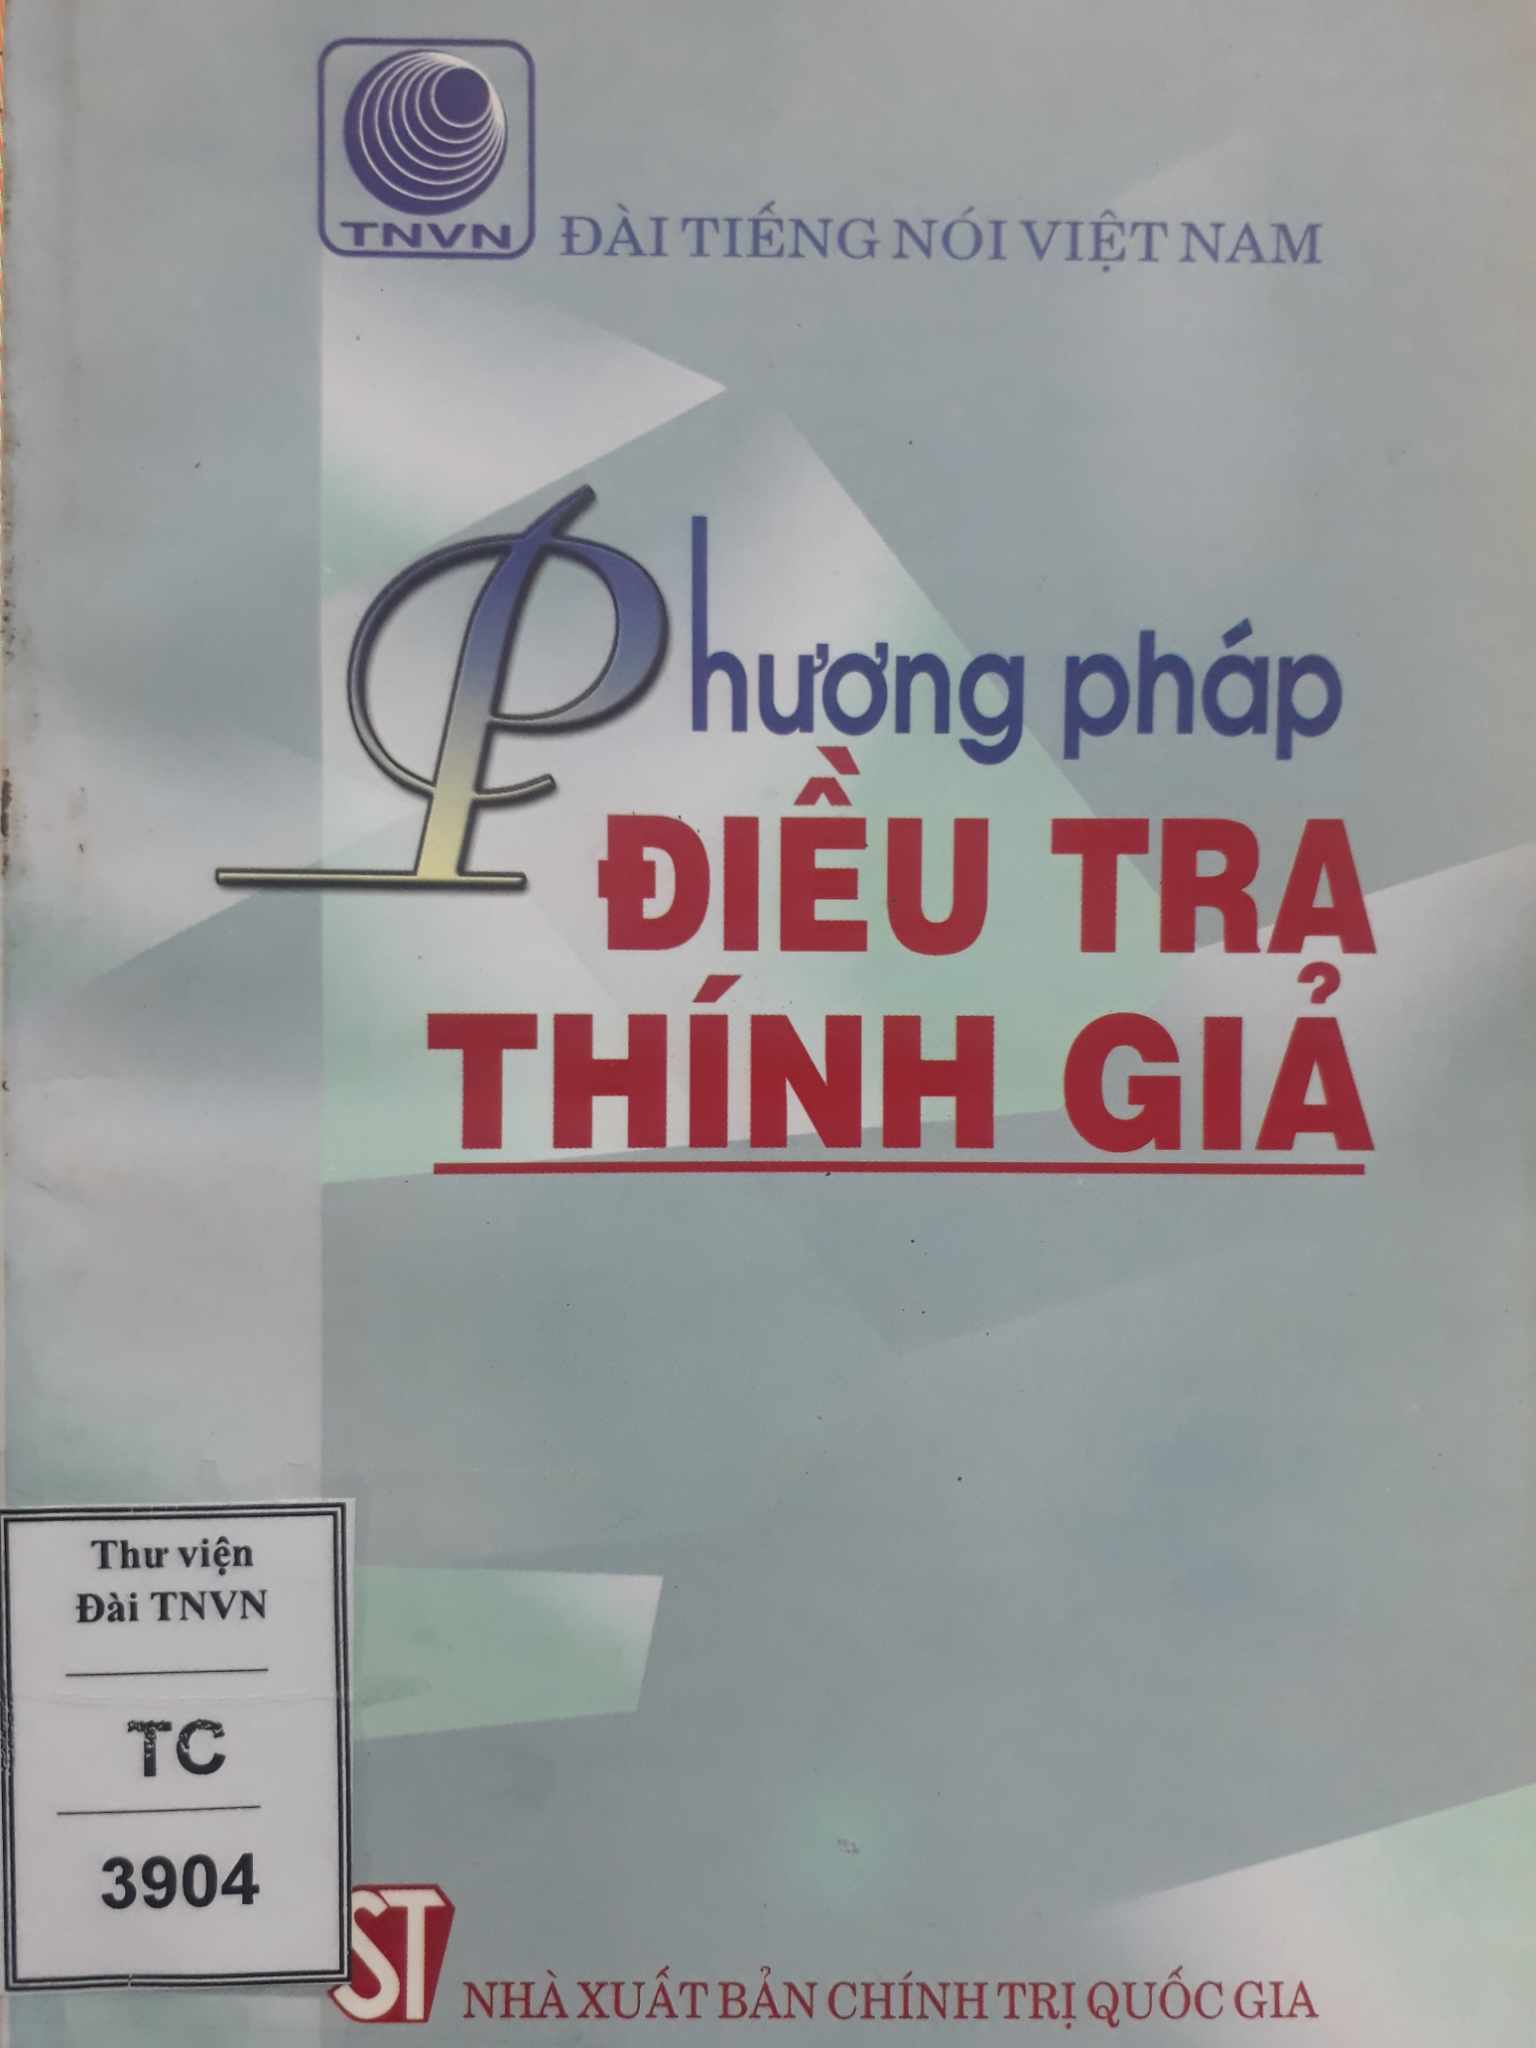 TNVN
ĐÀI TIẾNG NÓI VIỆT NAM
Phương pháp
ĐIỀU TRA
THÍNH GIẢ
Thư viện
Đài TNVN
TC
3904
ST
NHÀ XUẤT BẢN CHÍNH TRỊ QUỐC GIA